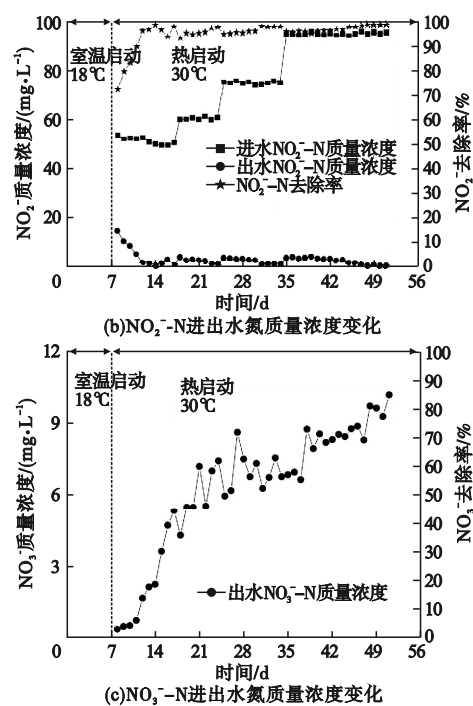 100
80
60
40
20
0
NO₂⁻质量浓度/(mg·L⁻¹)
室温启动
18℃
热启动
30℃
进水NO₂⁻–N质量浓度
出水NO₂⁻–N质量浓度
NO₂⁻–N去除率
100
90
80
70
60
50
40
30
20
10
0
NO₂⁻去除率/%
7 14 21 28 35 42 49 56
时间/d
(b)NO₂⁻-N进出水氮质量浓度变化
12
9
6
3
0
NO₃⁻质量浓度/(mg·L⁻¹)
室温启动
18℃
热启动
30℃
出水NO₃⁻–N质量浓度
100
90
80
70
60
50
40
30
20
10
0
NO₃⁻去除率/%
7 14 21 28 35 42 49 56
时间/d
(c)NO₃⁻–N进出水氮质量浓度变化